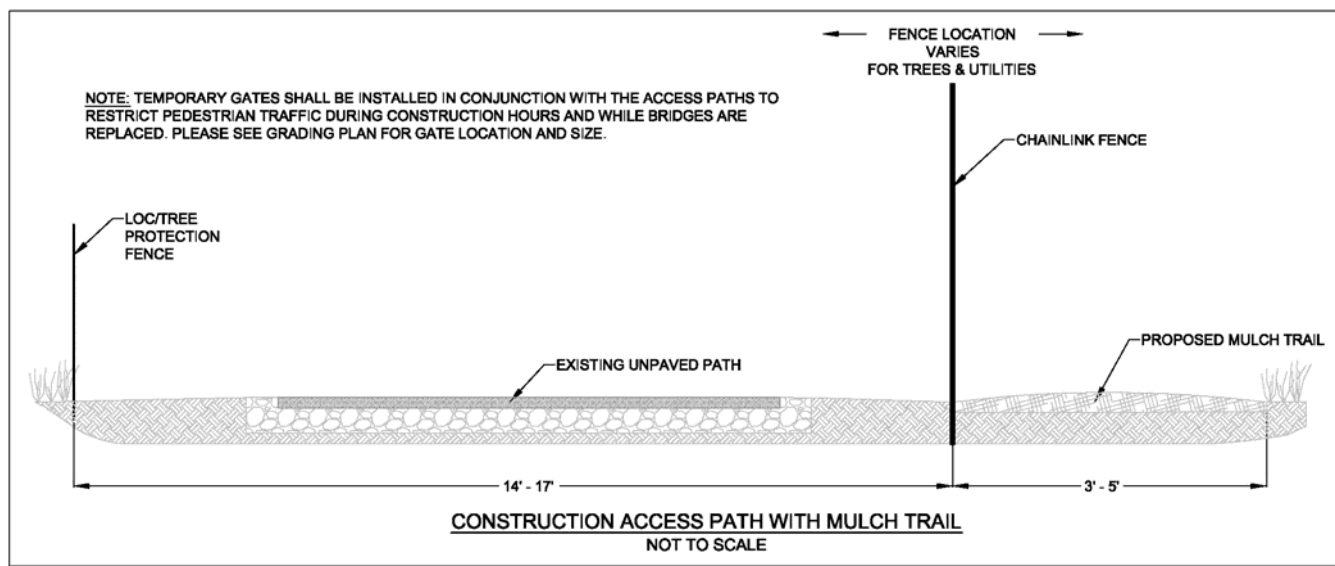 FENCE LOCATION
VARIES
FOR TREES & UTILITIES
NOTE: TEMPORARY GATES SHALL BE INSTALLED IN CONJUNCTION WITH THE ACCESS PATHS TO
RESTRICT PEDESTRIAN TRAFFIC DURING CONSTRUCTION HOURS AND WHILE BRIDGES ARE
REPLACED. PLEASE SEE GRADING PLAN FOR GATE LOCATION AND SIZE.
CHAINLINK FENCE
LOC/TREE
PROTECTION
FENCE
PROPOSED MULCH TRAIL
EXISTING UNPAVED PATH
14' - 17'
3' - 5'
CONSTRUCTION ACCESS PATH WITH MULCH TRAIL
NOT TO SCALE